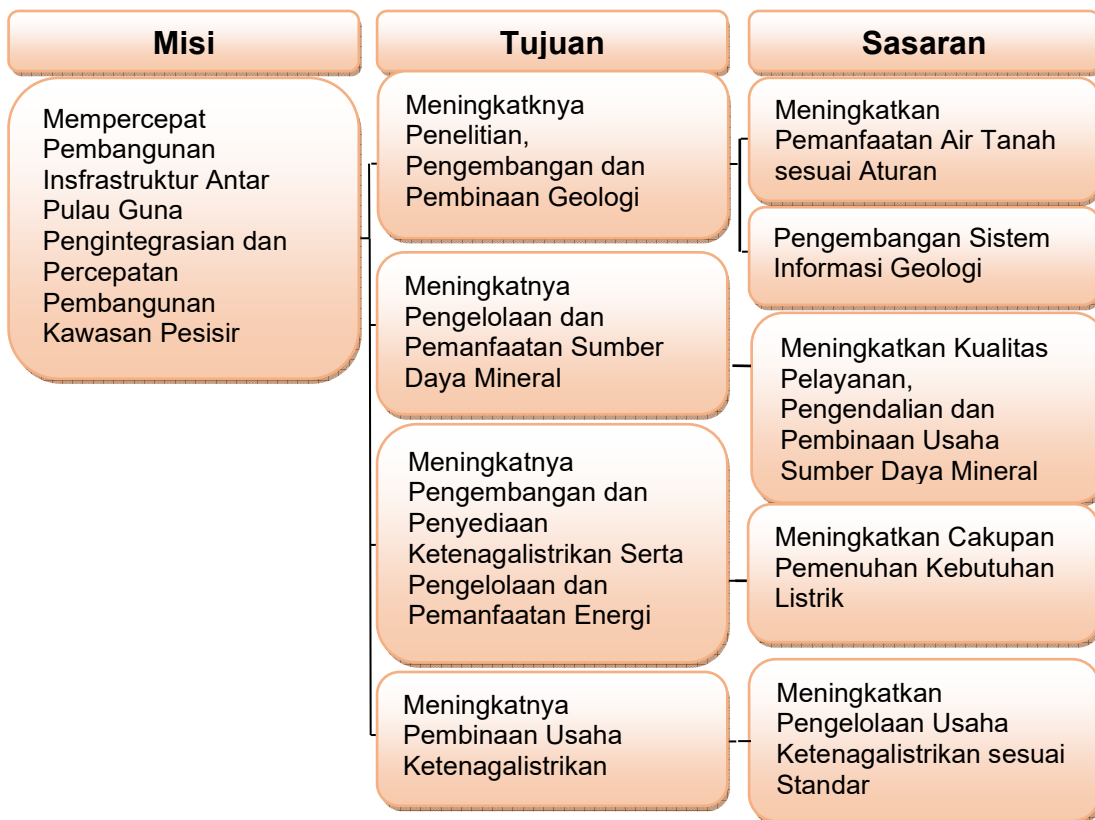 Misi
Tujuan
Sasaran
Mempercepat
Pembangunan
Insfrastruktur Antar
Pulau Guna
Pengintegrasian dan
Percepatan
Pembangunan
Kawasan Pesisir
Meningkatknya
Penelitian,
Pengembangan dan
Pembinaan Geologi
Meningkatkan
Pemanfaatan Air Tanah
sesuai Aturan
Pengembangan Sistem
Informasi Geologi
Meningkatnya
Pengelolaan dan
Pemanfaatan Sumber
Daya Mineral
Meningkatkan Kualitas
Pelayanan,
Pengendalian dan
Pembinaan Usaha
Sumber Daya Mineral
Meningkatnya
Pengembangan dan
Penyediaan
Ketenagalistrikan Serta
Pengelolaan dan
Pemanfaatan Energi
Meningkatkan Cakupan
Pemenuhan Kebutuhan
Listrik
Meningkatnya
Pembinaan Usaha
Ketenagalistrikan
Meningkatkan
Pengelolaan Usaha
Ketenagalistrikan sesuai
Standar